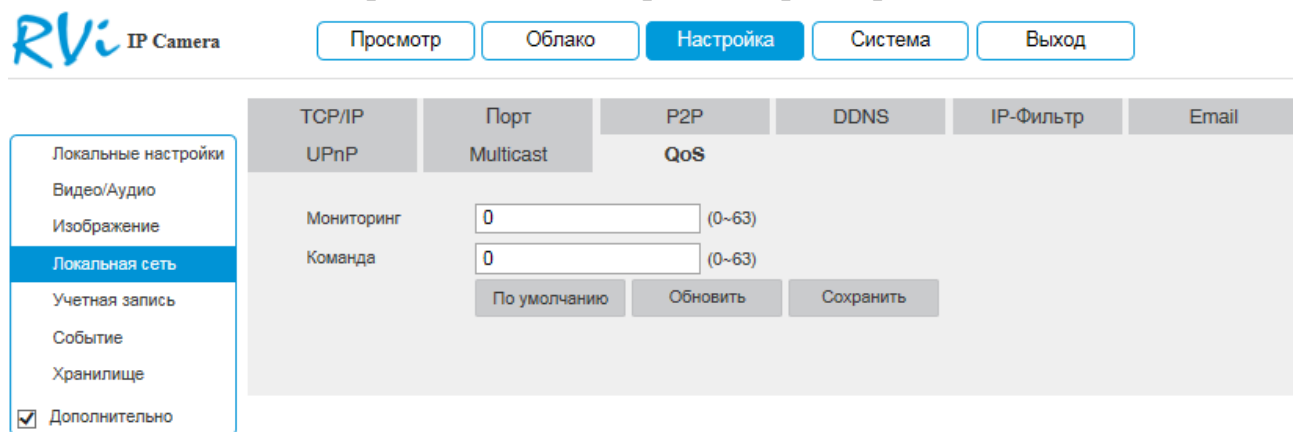 RVi IP Camera
Просмотр Облако Настройка Система Выход
TCP/IP Порт P2P DDNS IP-Фильтр Email
UPnP Multicast QoS
Локальные настройки
Видео/Аудио
Изображение
Локальная сеть
Учетная запись
Событие
Хранилище
Дополнительно
Мониторинг 0 (0~63)
Команда 0 (0~63)
По умолчанию Обновить Сохранить